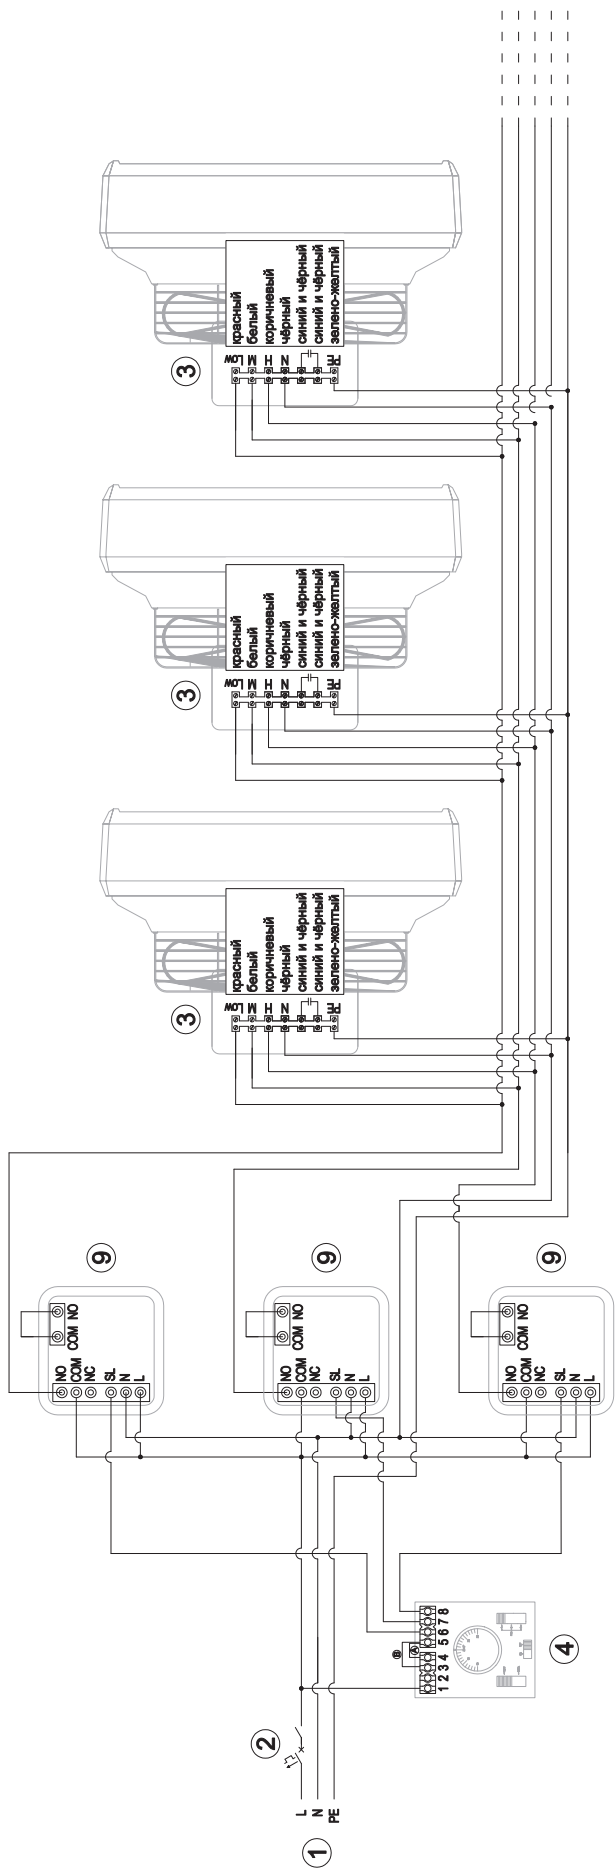 1
L
N
PE
2
B
A
1 2 3 4 5 6 7 8
4
NO
COM
NC
SL
N
L
COM NO
9
NO
COM
NC
SL
N
L
COM NO
9
NO
COM
NC
SL
N
L
COM NO
9
3
LOW
M
H
N
PE
красный
белый
коричневый
чёрный
синий и чёрный
синий и чёрный
зелено-желтый
3
LOW
M
H
N
PE
красный
белый
коричневый
чёрный
синий и чёрный
синий и чёрный
зелено-желтый
3
LOW
M
H
N
PE
красный
белый
коричневый
чёрный
синий и чёрный
синий и чёрный
зелено-желтый